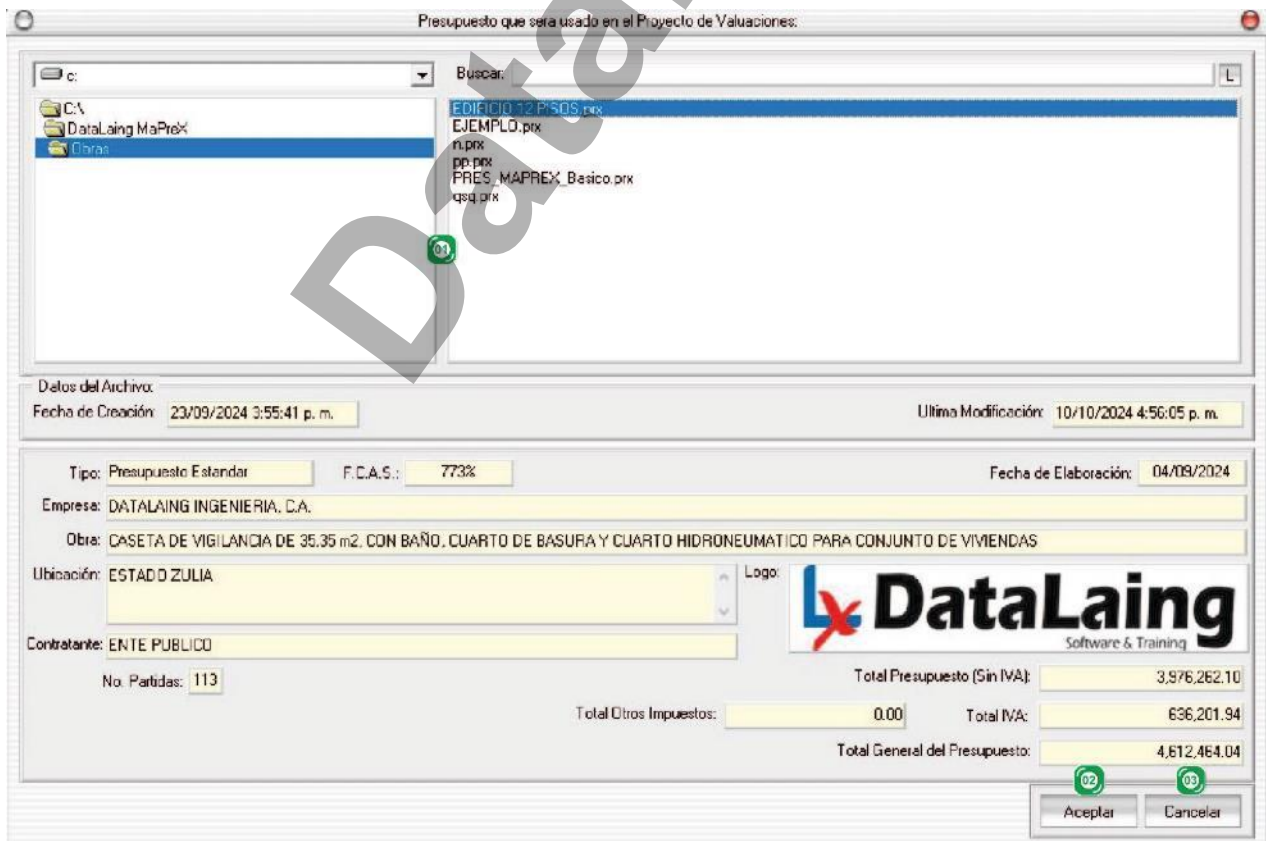 Presupuesto que sera usado en el Proyecto de Valuaciones:
c:
Buscar:
L
C:\
DataLaing MaPreX
Obras
EDIFICIO 12 PISOS.prx
EJEMPLO.prx
n.prx
pp.prx
PRES_MAPREX_Basico.prx
qsq.prx
01
Datos del Archivo:
Fecha de Creación: 23/09/2024 3:55:41 p. m.
Ultima Modificación: 10/10/2024 4:56:05 p. m.
Tipo: Presupuesto Estandar
F.C.A.S.: 773%
Fecha de Elaboración: 04/09/2024
Empresa: DATALAING INGENIERIA, C.A.
Obra: CASETA DE VIGILANCIA DE 35.35 m2, CON BAÑO, CUARTO DE BASURA Y CUARTO HIDRONEUMATICO PARA CONJUNTO DE VIVIENDAS
Ubicación: ESTADO ZULIA
Logo:
Lx DataLaing
Software & Training
Contratante: ENTE PUBLICO
No. Partidas: 113
Total Presupuesto (Sin IVA): 3,976,262.10
Total Otros Impuestos: 0.00
Total IVA: 636,201.94
Total General del Presupuesto: 4,612,464.04
02
03
Aceptar
Cancelar
Data